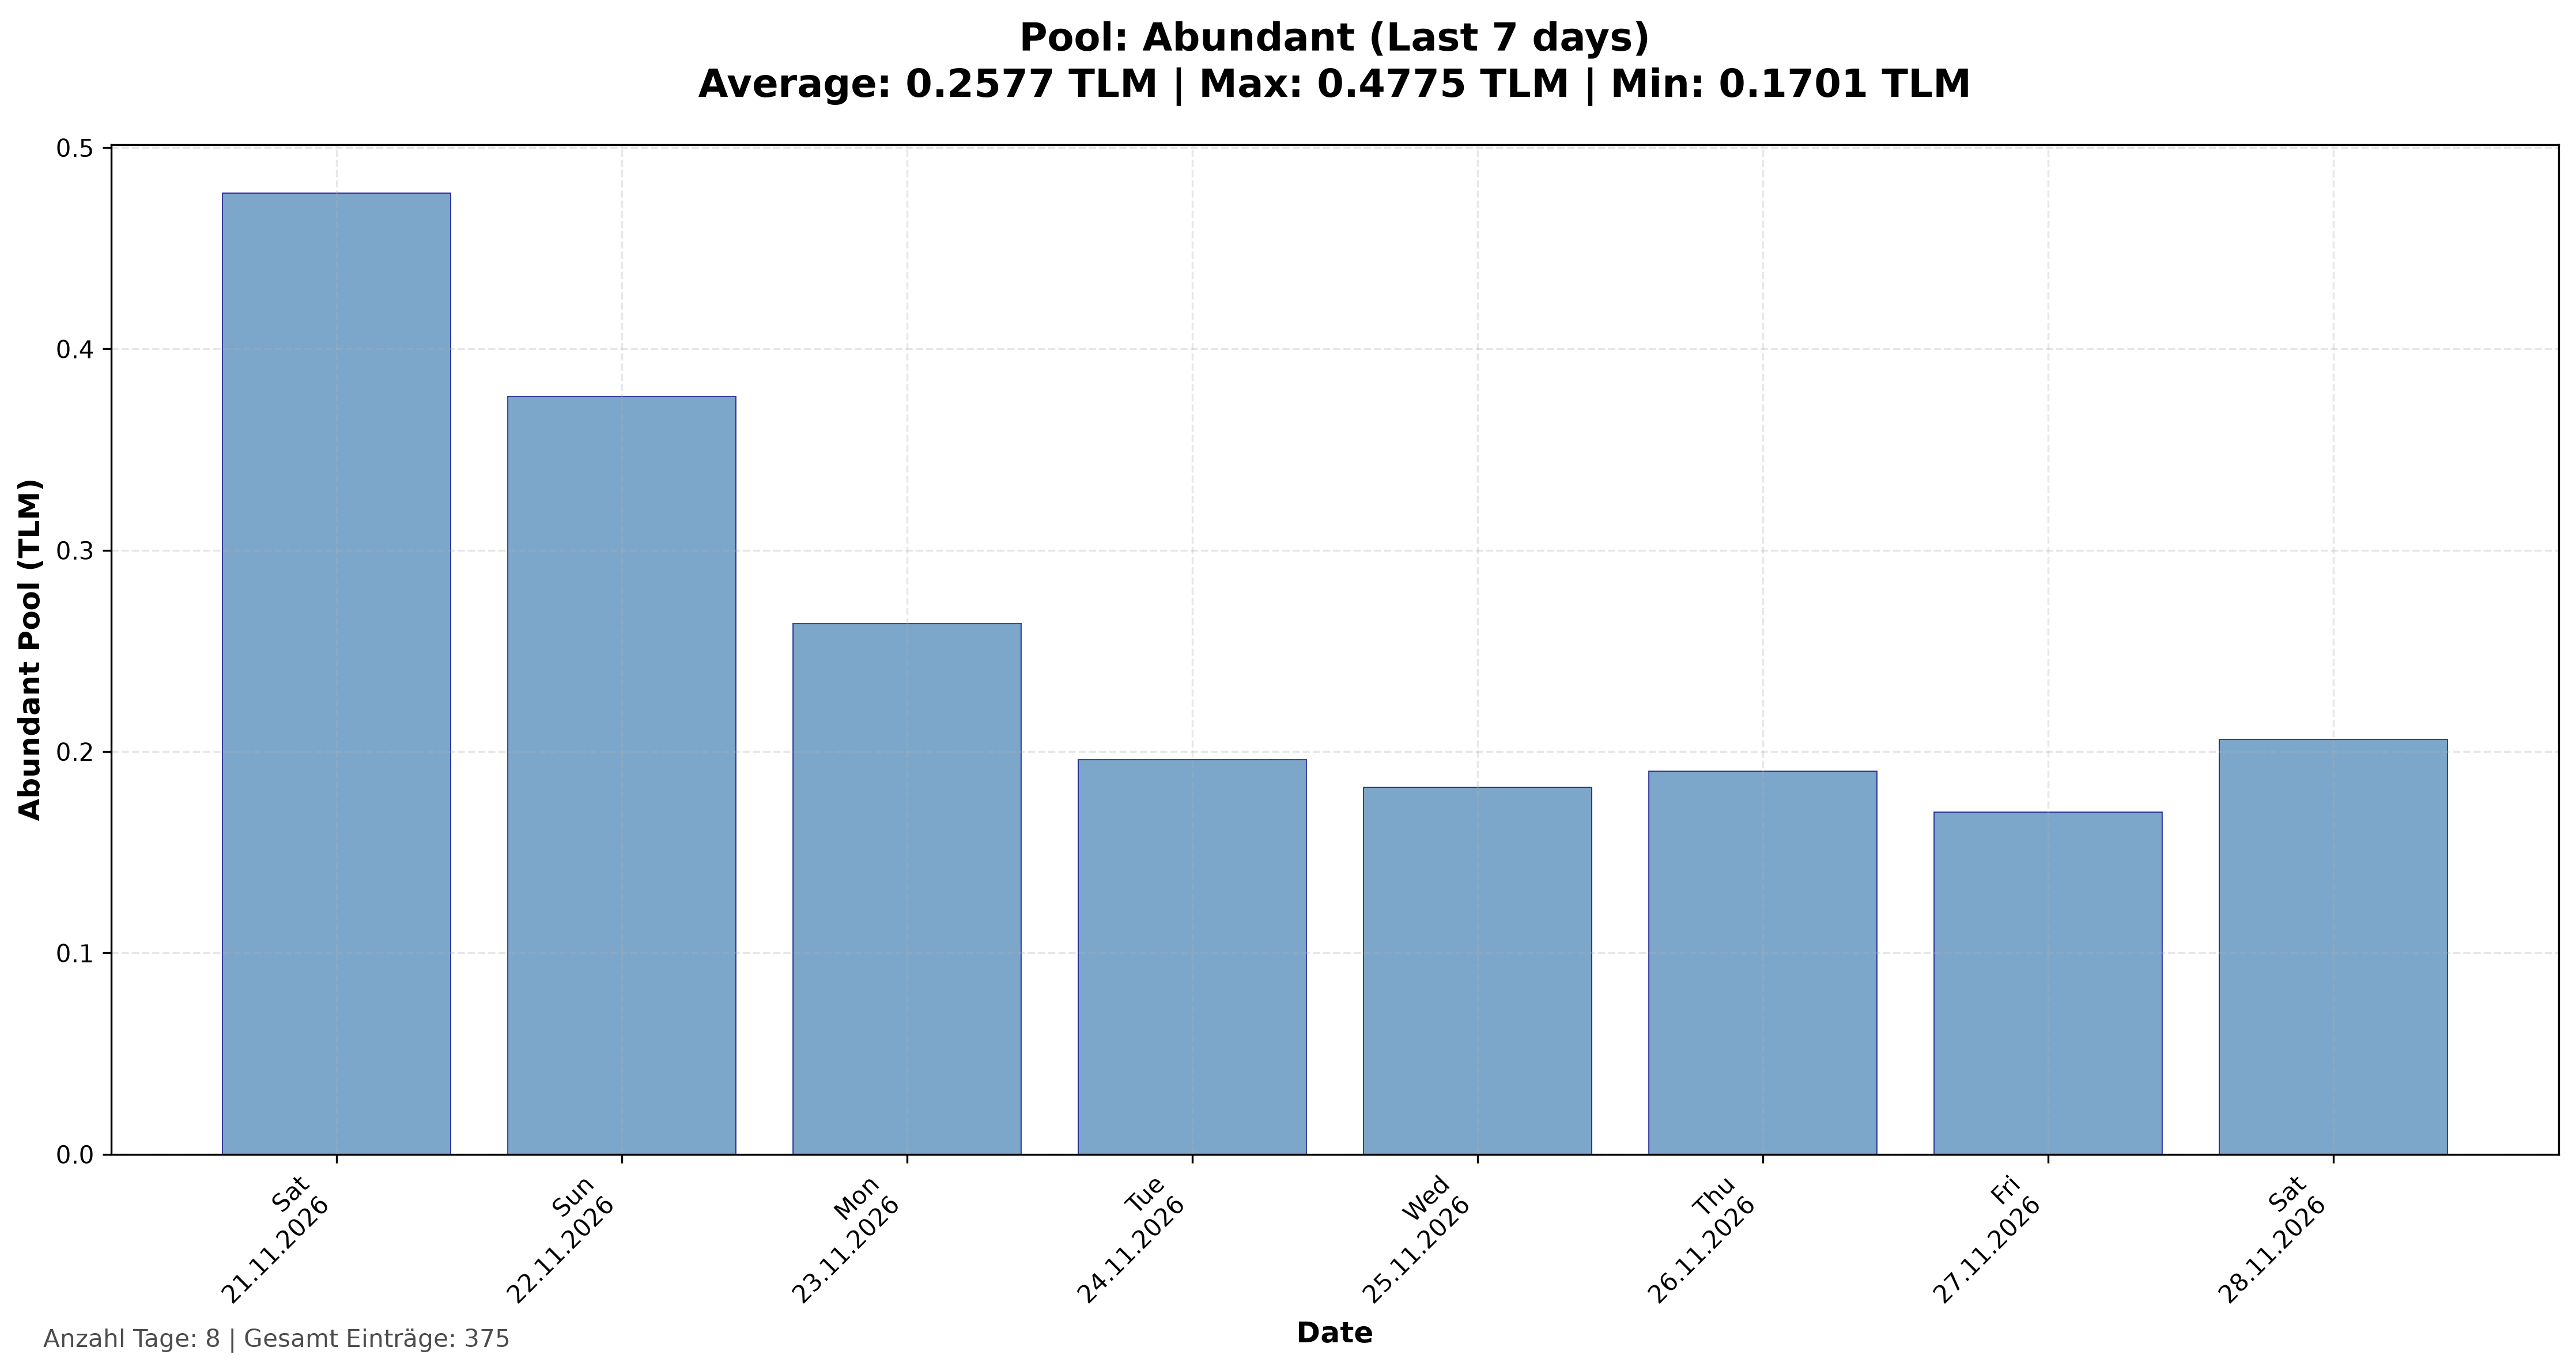 Pool: Abundant (Last 7 days)
Average: 0.2577 TLM | Max: 0.4775 TLM | Min: 0.1701 TLM
Abundant Pool (TLM)
0.5
0.4
0.3
0.2
0.1
0.0
Sat
21.11.2026
Sun
22.11.2026
Mon
23.11.2026
Tue
24.11.2026
Wed
25.11.2026
Thu
26.11.2026
Fri
27.11.2026
Sat
28.11.2026
Date
Anzahl Tage: 8 | Gesamt Einträge: 375